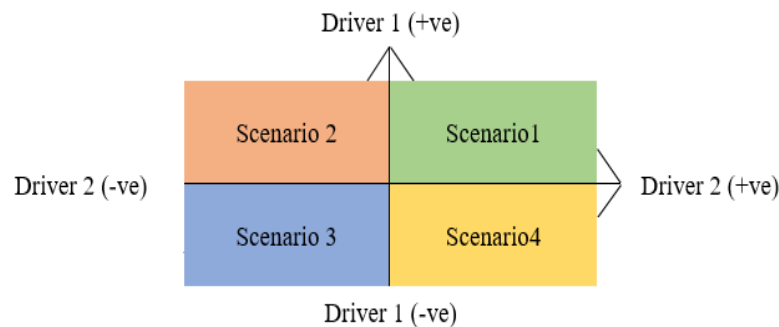 Driver 1 (+ve)
Scenario 2
Scenario1
Driver 2 (-ve)
Driver 2 (+ve)
Scenario 3
Scenario4
Driver 1 (-ve)